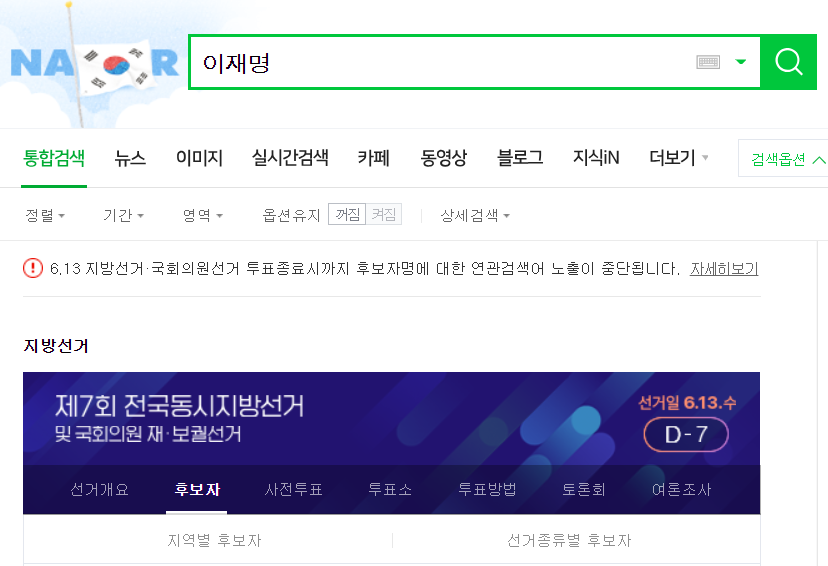 NA R
이재명
통합검색 뉴스 이미지 실시간검색 카페 동영상 블로그 지식iN 더보기 검색옵션
정렬 기간 영역 옵션유지 꺼짐 켜짐 상세검색
6.13 지방선거·국회의원선거 투표종료시까지 후보자명에 대한 연관검색어 노출이 중단됩니다. 자세히보기
지방선거
제7회 전국동시지방선거
및 국회의원 재·보궐선거
선거일 6.13.수
D-7
선거개요 후보자 사전투표 투표소 투표방법 토론회 여론조사
지역별 후보자 선거종류별 후보자